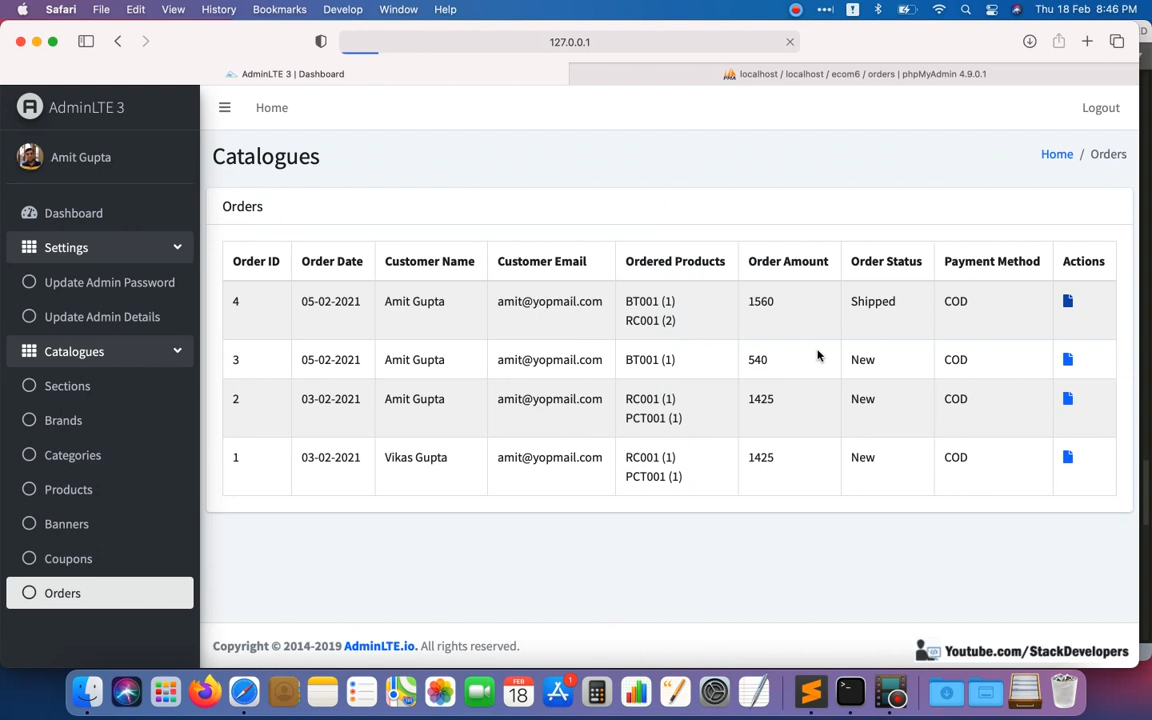 Safari File Edit View History Bookmarks Develop Window Help Thu 18 Feb 8:46 PM
127.0.0.1
AdminLTE 3 | Dashboard
localhost / localhost / ecom6 / orders | phpMyAdmin 4.9.0.1
AdminLTE 3
Home
Logout
Amit Gupta
Catalogues
Home / Orders
Dashboard
Settings
Update Admin Password
Update Admin Details
Catalogues
Sections
Brands
Categories
Products
Banners
Coupons
Orders
Orders
Order ID Order Date Customer Name Customer Email Ordered Products Order Amount Order Status Payment Method Actions
4 05-02-2021 Amit Gupta amit@yopmail.com BT001 (1) 1560 Shipped COD
RC001 (2)
3 05-02-2021 Amit Gupta amit@yopmail.com BT001 (1) 540 New COD
2 03-02-2021 Amit Gupta amit@yopmail.com RC001 (1) 1425 New COD
PCT001 (1)
1 03-02-2021 Vikas Gupta amit@yopmail.com RC001 (1) 1425 New COD
PCT001 (1)
Copyright © 2014-2019 AdminLTE.io. All rights reserved.
Youtube.com/StackDevelopers
FEB
18
1